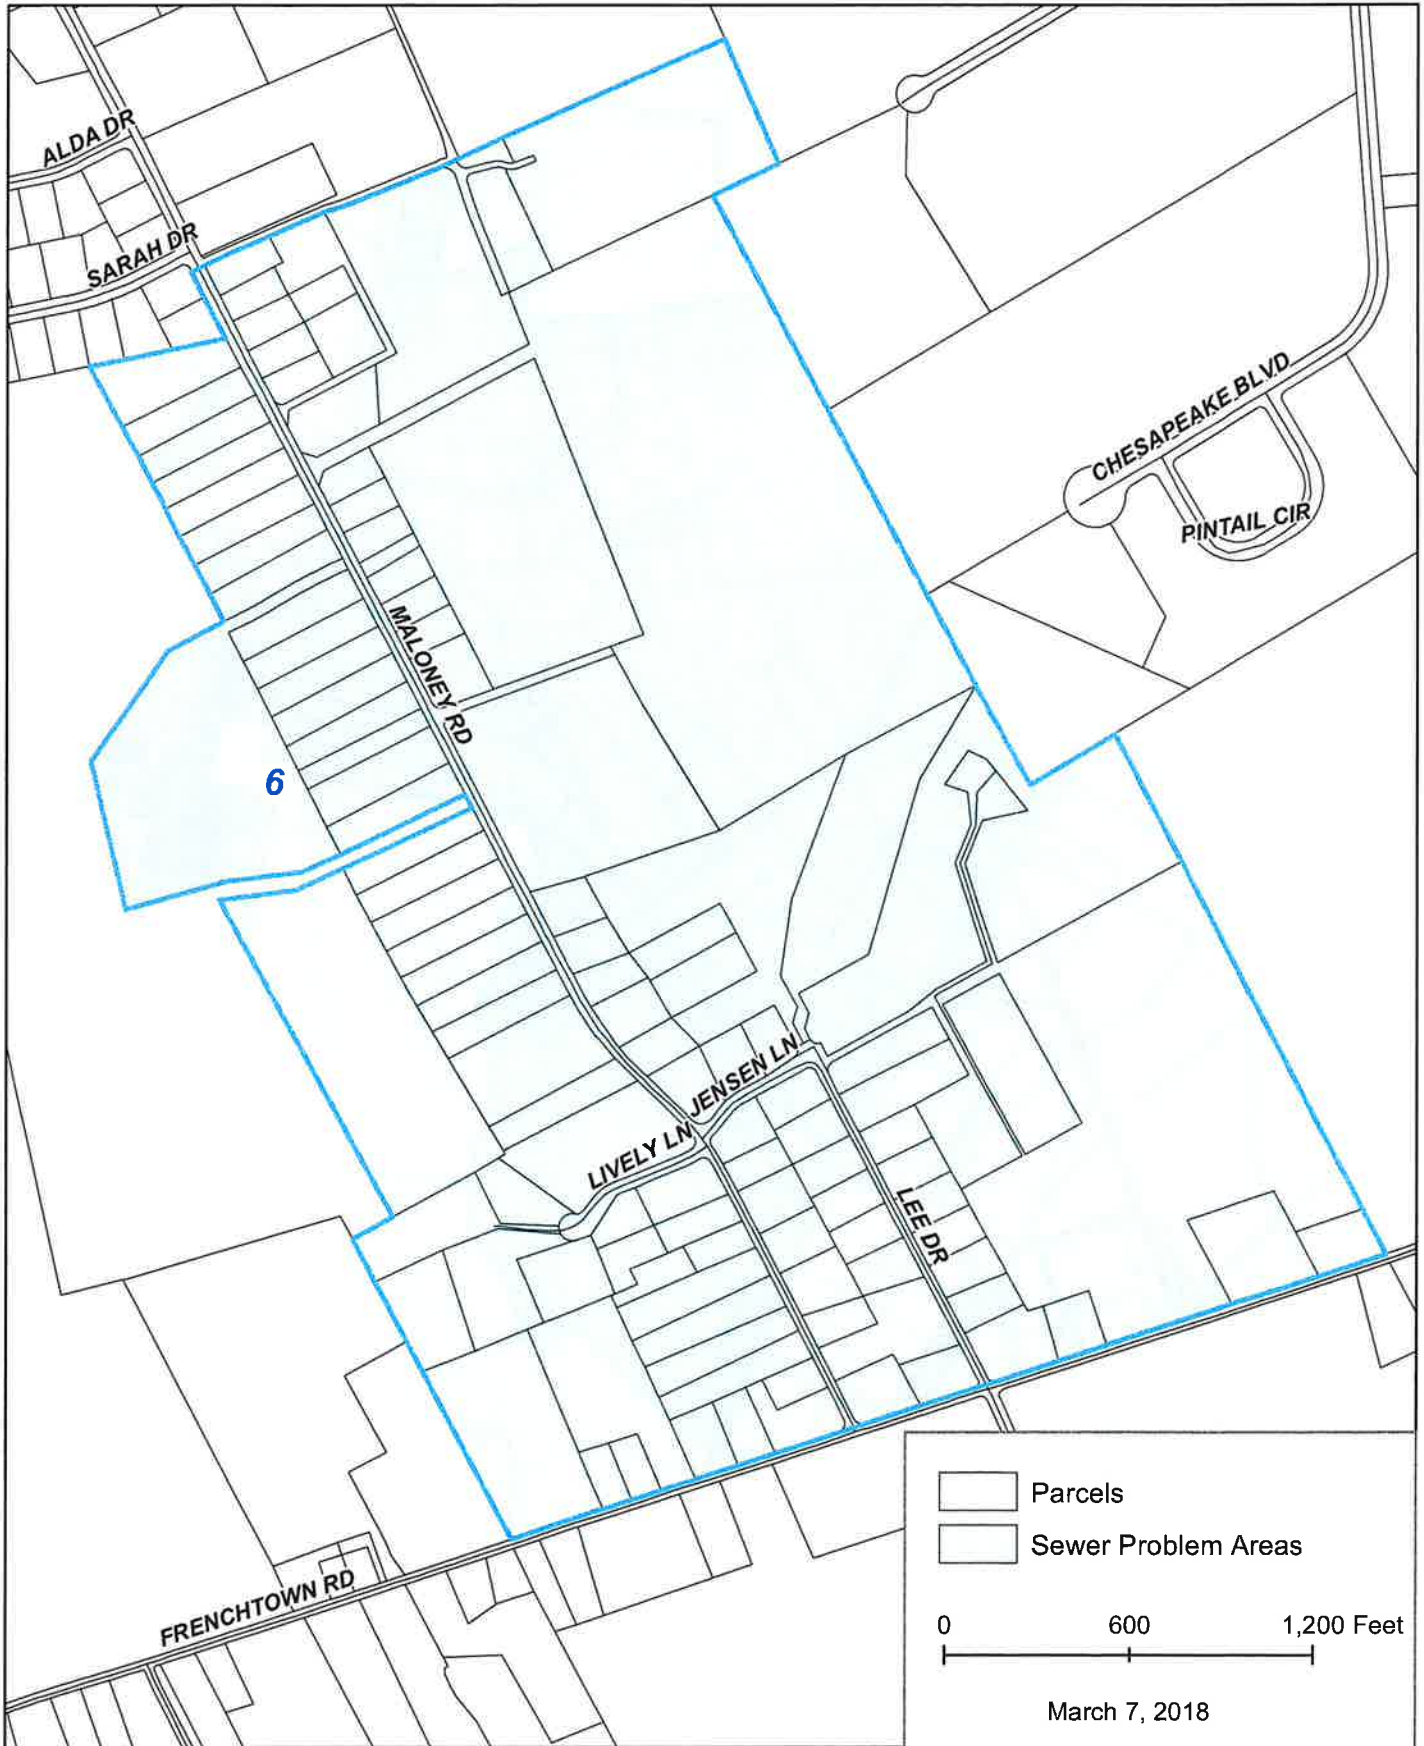 ALDA DR
SARAH DR
CHESAPEAKE BLVD
PINTAIL CIR
MALONEY RD
6
JENSEN LN
LIVELY LN
LEE DR
FRENCHTOWN RD
Parcels
Sewer Problem Areas
0 600 1,200 Feet
March 7, 2018